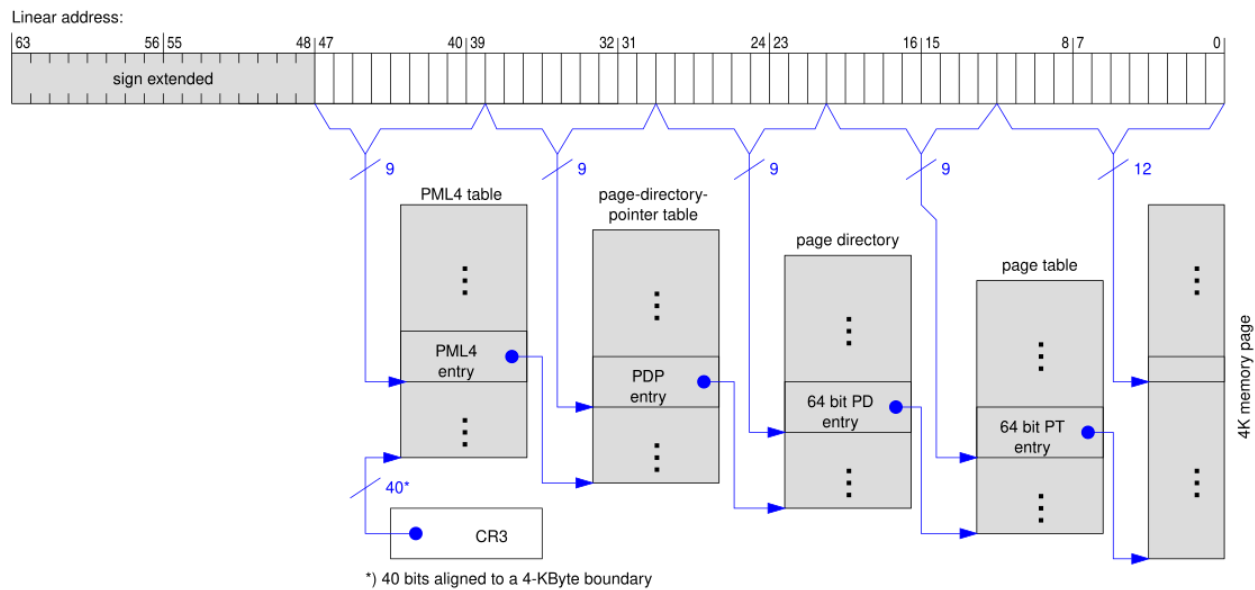 Linear address:
63 56 55 48 47 40 39 32 31 24 23 16 15 8 7 0
sign extended
9 9 9 9 12
PML4 table
page-directory-
pointer table
page directory
page table
PML4
entry
PDP
entry
64 bit PD
entry
64 bit PT
entry
4K memory page
40*
CR3
*) 40 bits aligned to a 4-KByte boundary